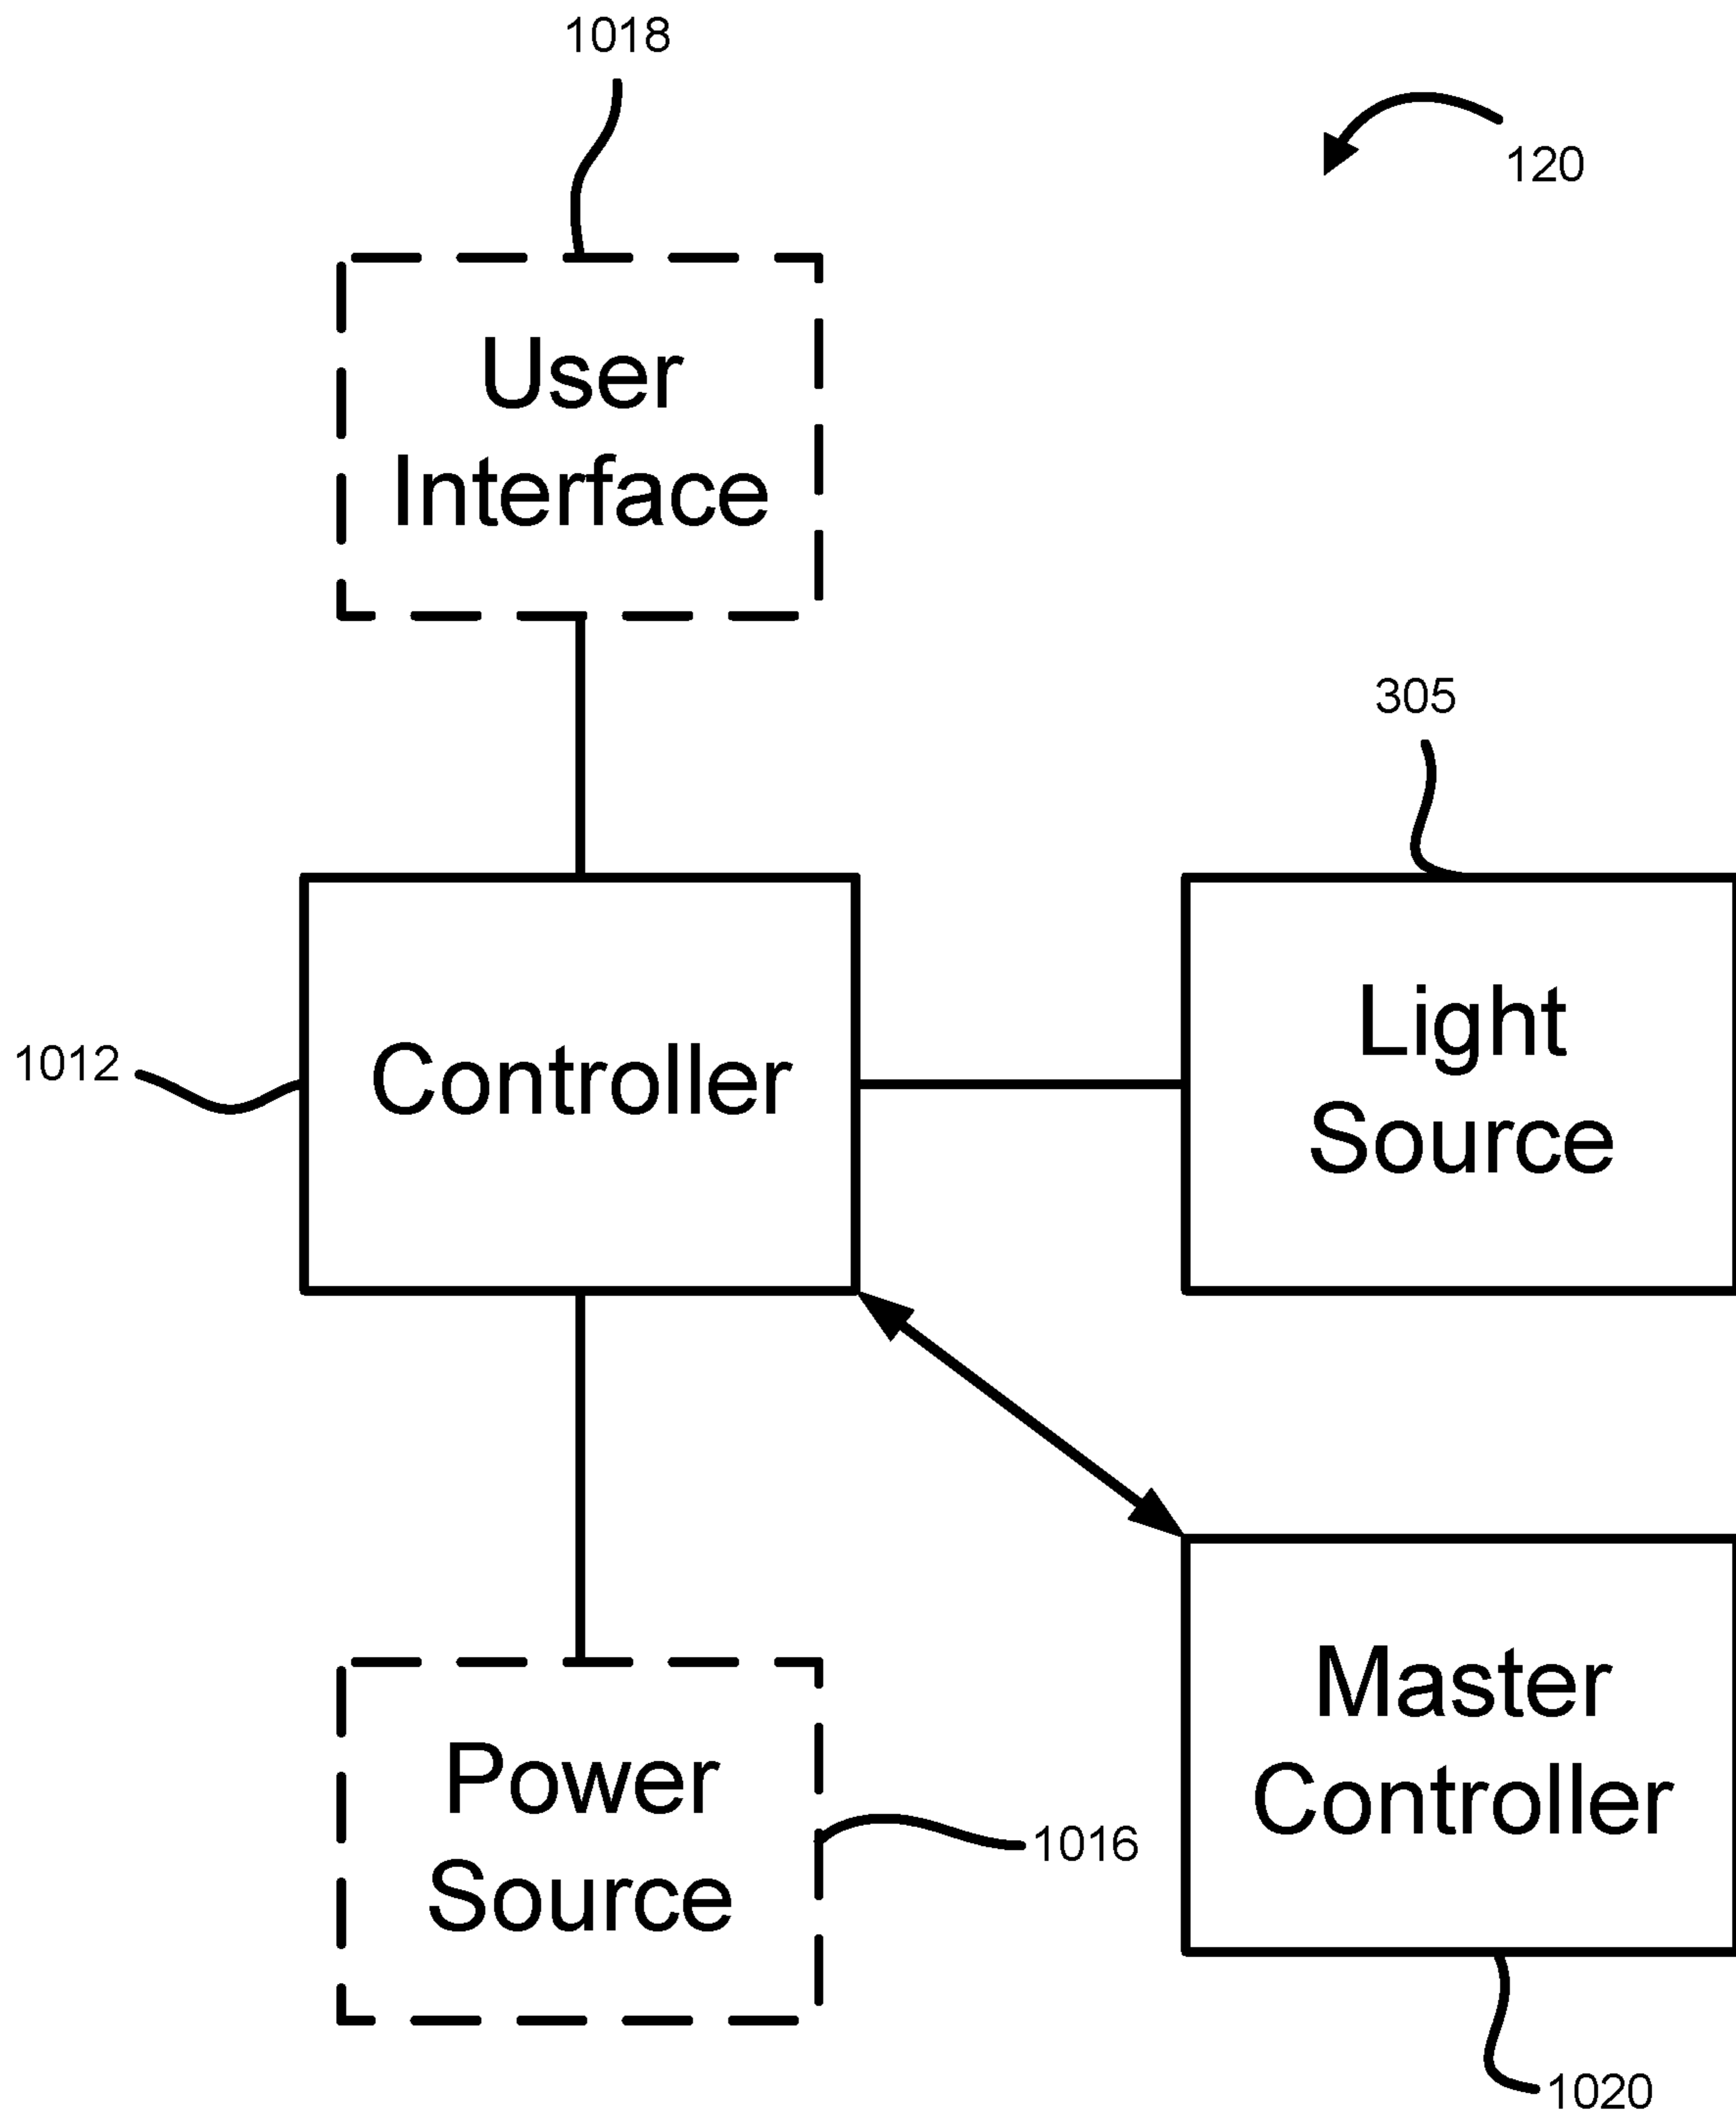 1018
120
User
Interface
305
1012
Controller
Light
Source
Master
Controller
Power
Source
1016
1020